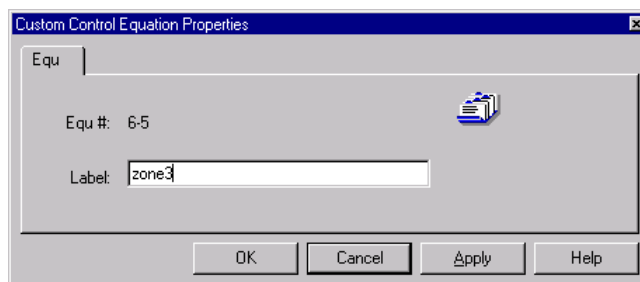 Custom Control Equation Properties
Equ
Equ #: 6-5
Label: zone3
OK Cancel Apply Help